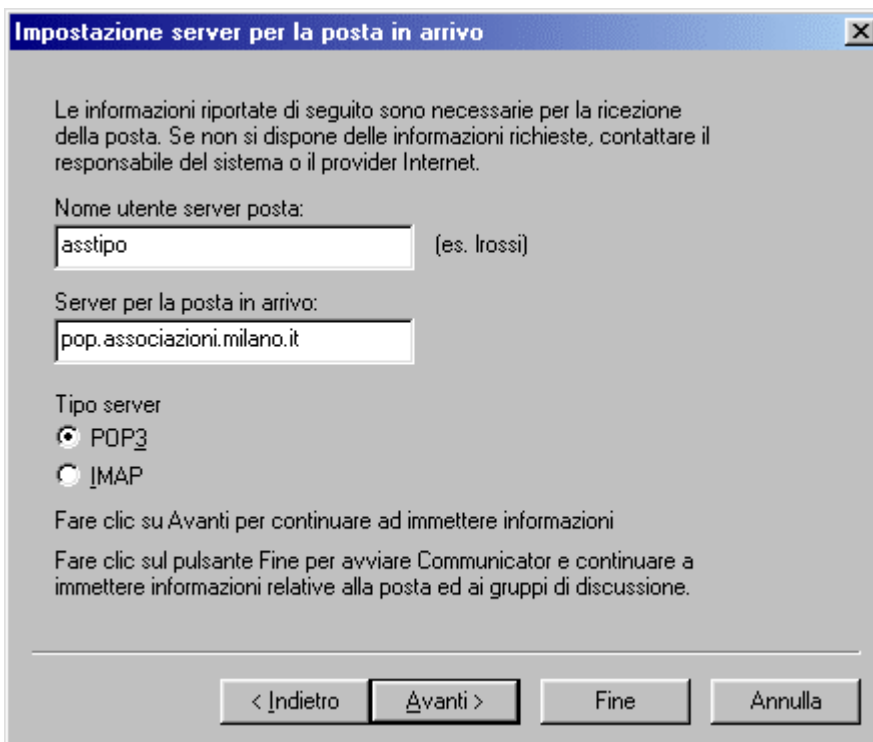 Impostazione server per la posta in arrivo
Le informazioni riportate di seguito sono necessarie per la ricezione
della posta. Se non si dispone delle informazioni richieste, contattare il
responsabile del sistema o il provider Internet.
Nome utente server posta:
asstipo (es. lrossi)
Server per la posta in arrivo:
pop.associazioni.milano.it
Tipo server
POP3
IMAP
Fare clic su Avanti per continuare ad immettere informazioni
Fare clic sul pulsante Fine per avviare Communicator e continuare a
immettere informazioni relative alla posta ed ai gruppi di discussione.
< Indietro Avanti > Fine Annulla